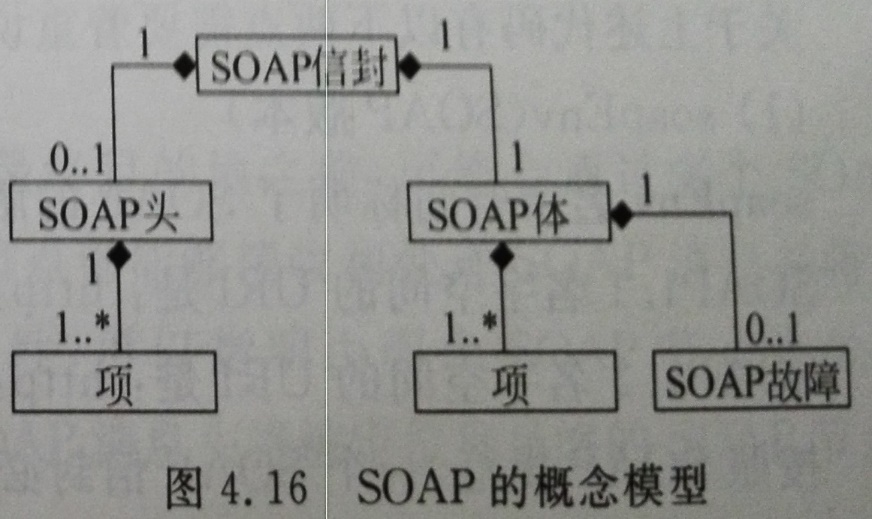 1 1
SOAP信封
0..1 1
SOAP头 SOAP体 1
1
1..* 1..* 0..1
项 项 SOAP故障
图 4.16 SOAP 的概念模型